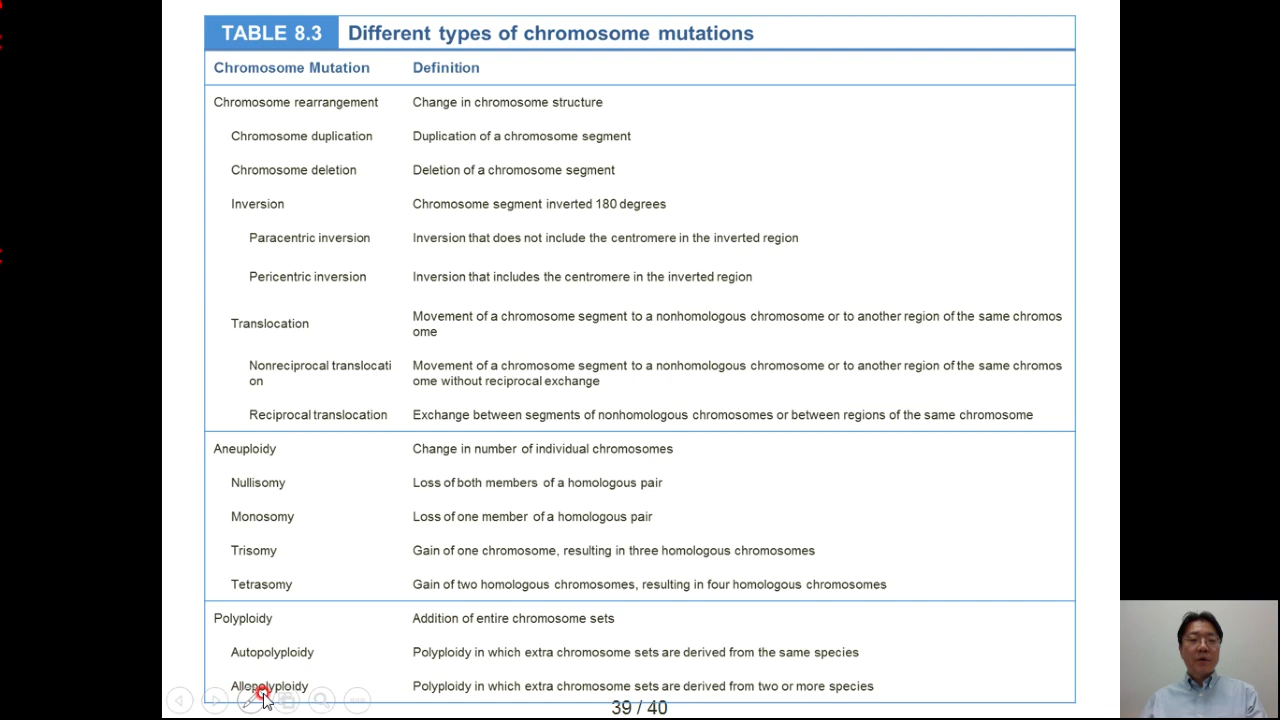 TABLE 8.3 Different types of chromosome mutations
Chromosome Mutation Definition
Chromosome rearrangement Change in chromosome structure
Chromosome duplication Duplication of a chromosome segment
Chromosome deletion Deletion of a chromosome segment
Inversion Chromosome segment inverted 180 degrees
Paracentric inversion Inversion that does not include the centromere in the inverted region
Pericentric inversion Inversion that includes the centromere in the inverted region
Translocation Movement of a chromosome segment to a nonhomologous chromosome or to another region of the same chromos
ome
Nonreciprocal translocati Movement of a chromosome segment to a nonhomologous chromosome or to another region of the same chromos
on ome without reciprocal exchange
Reciprocal translocation Exchange between segments of nonhomologous chromosomes or between regions of the same chromosome
Aneuploidy Change in number of individual chromosomes
Nullisomy Loss of both members of a homologous pair
Monosomy Loss of one member of a homologous pair
Trisomy Gain of one chromosome, resulting in three homologous chromosomes
Tetrasomy Gain of two homologous chromosomes, resulting in four homologous chromosomes
Polyploidy Addition of entire chromosome sets
Autopolyploidy Polyploidy in which extra chromosome sets are derived from the same species
Allopolyploidy Polyploidy in which extra chromosome sets are derived from two or more species
39 / 40